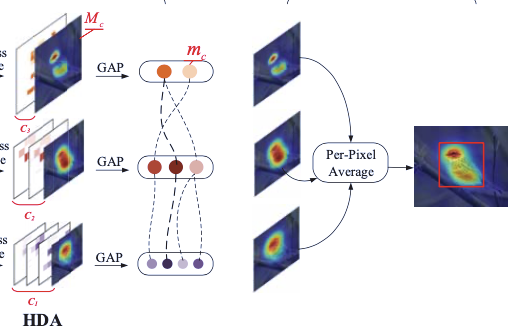 M_c
ss
e
GAP
m_c
C_3
ss
e
GAP
C_2
Per-Pixel
Average
ss
e
GAP
C_1
HDA